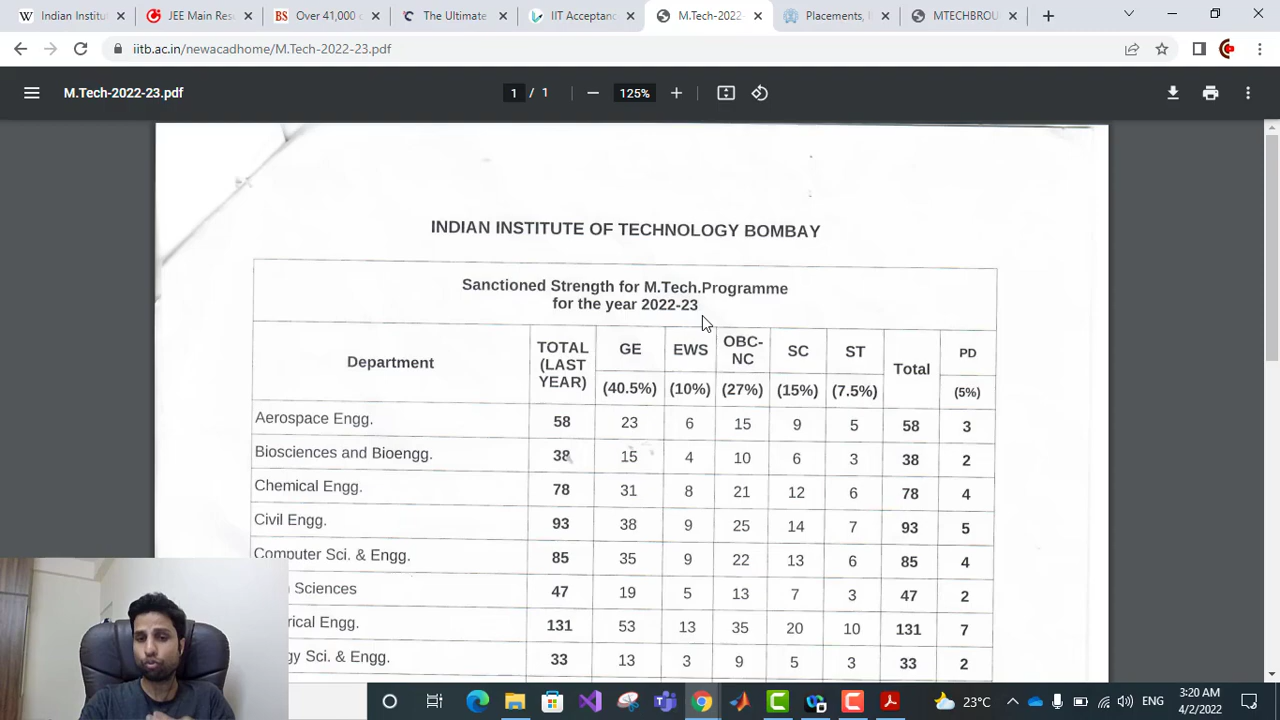 Indian Institut
JEE Main Res
Over 41,000 c
The Ultimate
IIT Acceptanc
M.Tech-2022-
Placements, I
MTECHBROU
iitb.ac.in/newacadhome/M.Tech-2022-23.pdf
M.Tech-2022-23.pdf
1 / 1
125%
INDIAN INSTITUTE OF TECHNOLOGY BOMBAY
Sanctioned Strength for M.Tech.Programme
for the year 2022-23
Department TOTAL (LAST YEAR) GE EWS OBC-NC SC ST Total PD
(40.5%) (10%) (27%) (15%) (7.5%) (5%)
Aerospace Engg. 58 23 6 15 9 5 58 3
Biosciences and Bioengg. 38 15 4 10 6 3 38 2
Chemical Engg. 78 31 8 21 12 6 78 4
Civil Engg. 93 38 9 25 14 7 93 5
Computer Sci. & Engg. 85 35 9 22 13 6 85 4
Sciences 47 19 5 13 7 3 47 2
rical Engg. 131 53 13 35 20 10 131 7
gy Sci. & Engg. 33 13 3 9 5 3 33 2
23°C
ENG
3:20 AM
4/2/2022